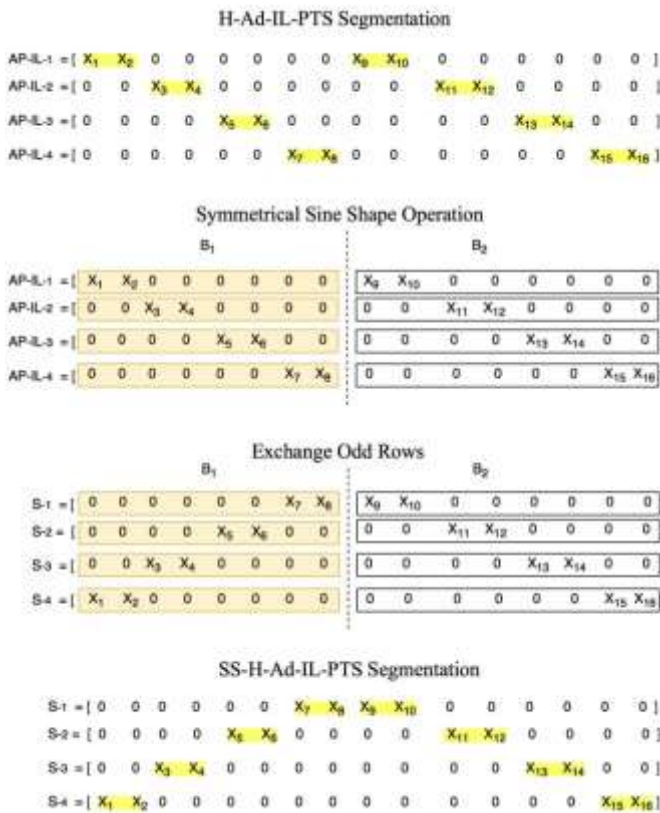 H-Ad-IL-PTS Segmentation
AP-IL-1 = [ X₁ X₂ 0 0 0 0 0 0 X₉ X₁₀ 0 0 0 0 0 0 ]
AP-IL-2 = [ 0 0 X₃ X₄ 0 0 0 0 0 0 X₁₁ X₁₂ 0 0 0 0 ]
AP-IL-3 = [ 0 0 0 0 X₅ X₆ 0 0 0 0 0 0 X₁₃ X₁₄ 0 0 ]
AP-IL-4 = [ 0 0 0 0 0 0 X₇ X₈ 0 0 0 0 0 0 X₁₅ X₁₆ ]
Symmetrical Sine Shape Operation
B₁ B₂
AP-IL-1 = [ X₁ X₂ 0 0 0 0 0 0 X₉ X₁₀ 0 0 0 0 0 0
AP-IL-2 = [ 0 0 X₃ X₄ 0 0 0 0 0 0 X₁₁ X₁₂ 0 0 0 0
AP-IL-3 = [ 0 0 0 0 X₅ X₆ 0 0 0 0 0 0 X₁₃ X₁₄ 0 0
AP-IL-4 = [ 0 0 0 0 0 0 X₇ X₈ 0 0 0 0 0 0 X₁₅ X₁₆
Exchange Odd Rows
B₁ B₂
S-1 = [ 0 0 0 0 0 0 X₇ X₈ X₉ X₁₀ 0 0 0 0 0 0
S-2 = [ 0 0 0 0 X₅ X₆ 0 0 0 0 X₁₁ X₁₂ 0 0 0 0
S-3 = [ 0 0 X₃ X₄ 0 0 0 0 0 0 0 0 X₁₃ X₁₄ 0 0
S-4 = [ X₁ X₂ 0 0 0 0 0 0 0 0 0 0 0 0 X₁₅ X₁₆
SS-H-Ad-IL-PTS Segmentation
S-1 = [ 0 0 0 0 0 0 X₇ X₈ X₉ X₁₀ 0 0 0 0 0 0 ]
S-2 = [ 0 0 0 0 X₅ X₆ 0 0 0 0 X₁₁ X₁₂ 0 0 0 0 ]
S-3 = [ 0 0 X₃ X₄ 0 0 0 0 0 0 0 0 X₁₃ X₁₄ 0 0 ]
S-4 = [ X₁ X₂ 0 0 0 0 0 0 0 0 0 0 0 0 X₁₅ X₁₆ ]